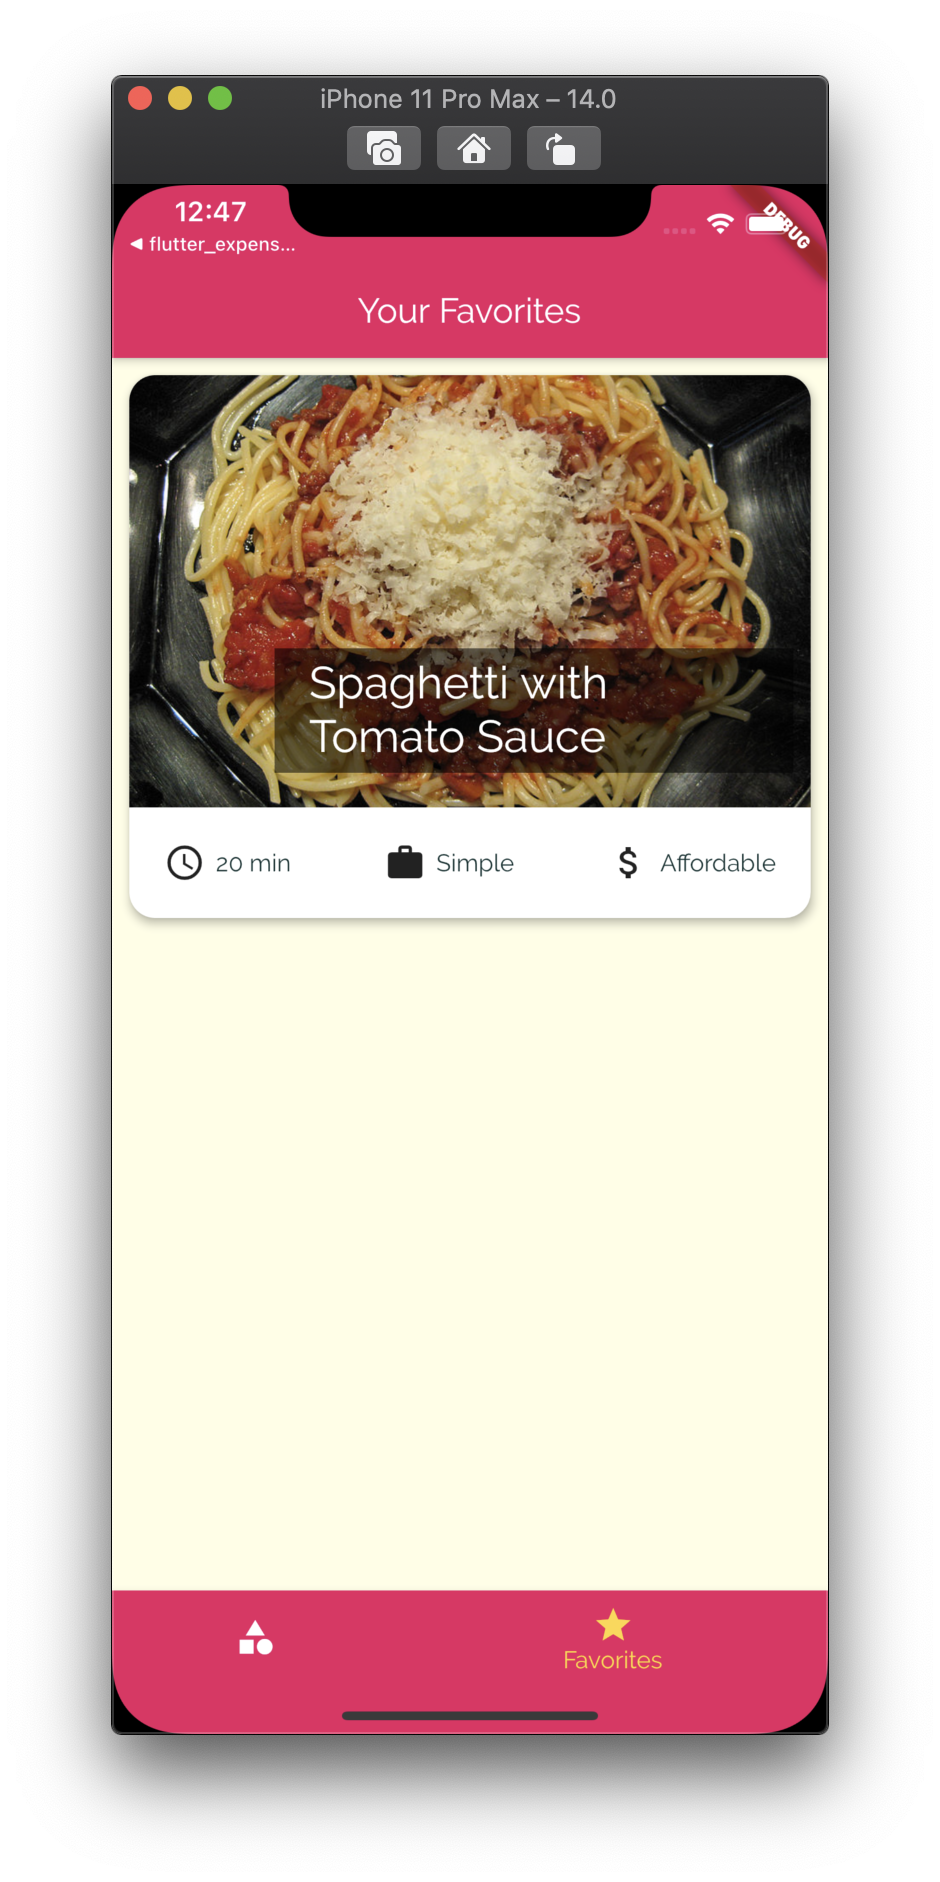 iPhone 11 Pro Max – 14.0
12:47
DEBUG
◀ flutter_expens...
Your Favorites
Spaghetti with
Tomato Sauce
20 min
Simple
Affordable
Favorites